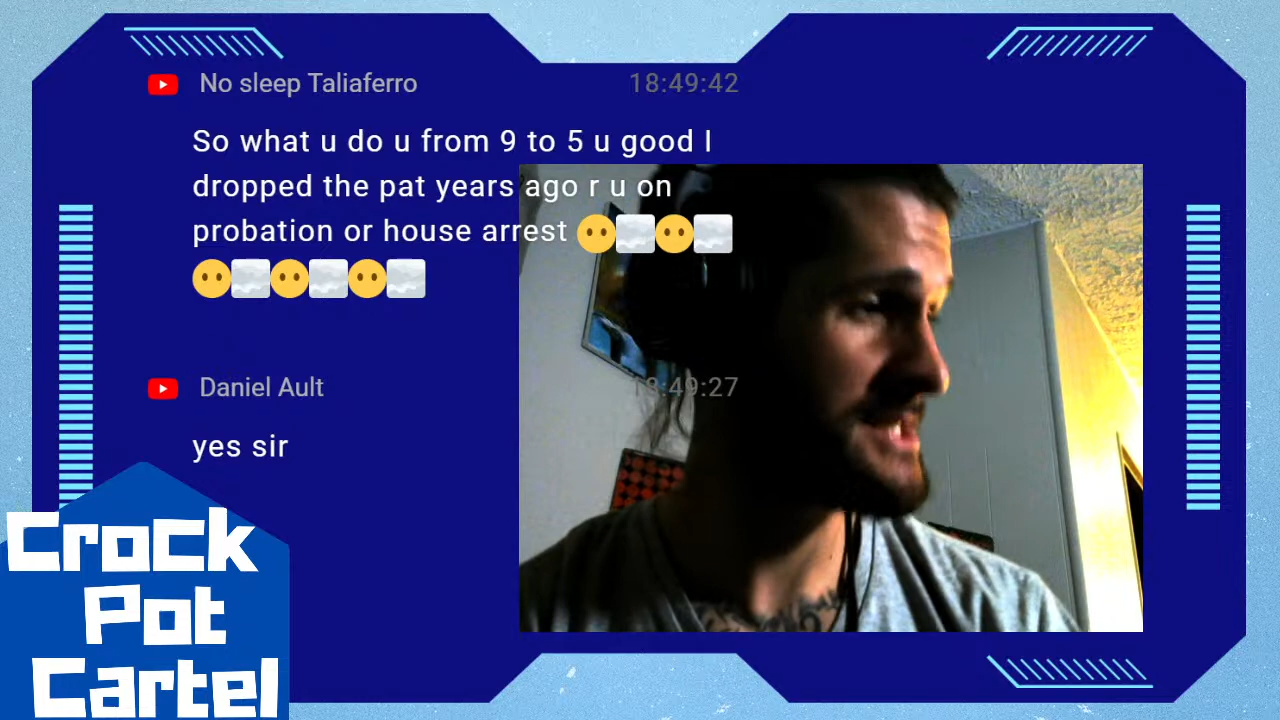 No sleep Taliaferro 18:49:42
So what u do u from 9 to 5 u good I
dropped the pat years ago r u on
probation or house arrest 😶🌫️😶🌫️
😶🌫️😶🌫️😶🌫️
Daniel Ault 18:49:27
yes sir
Crock
Pot
Cartel